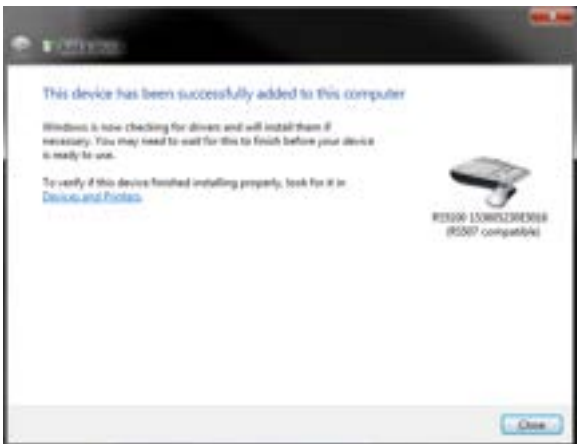 This device has been successfully added to this computer
Windows is now checking for drivers and will install them if
necessary. You may need to wait for this to finish before your device
is ready to use.
To verify if this device finished installing properly, look for it in
Devices and Printers.
(RS507 compatible)
Close